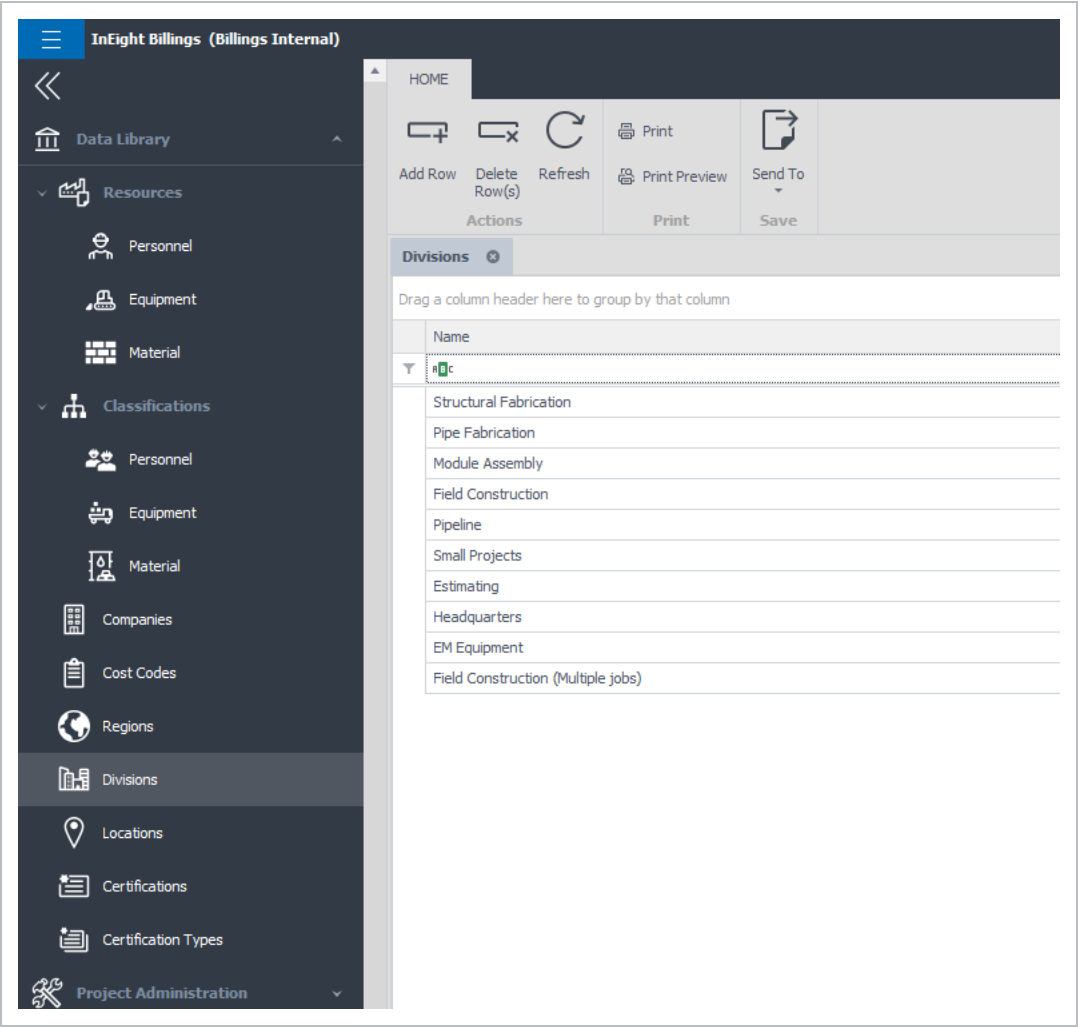 InEight Billings (Billings Internal)
Data Library
Resources
Personnel
Equipment
Material
Classifications
Personnel
Equipment
Material
Companies
Cost Codes
Regions
Divisions
Locations
Certifications
Certification Types
Project Administration
HOME
Add Row
Delete
Row(s)
Refresh
Actions
Print
Print Preview
Print
Send To
Save
Divisions
Drag a column header here to group by that column
Name
ABC
Structural Fabrication
Pipe Fabrication
Module Assembly
Field Construction
Pipeline
Small Projects
Estimating
Headquarters
EM Equipment
Field Construction (Multiple jobs)